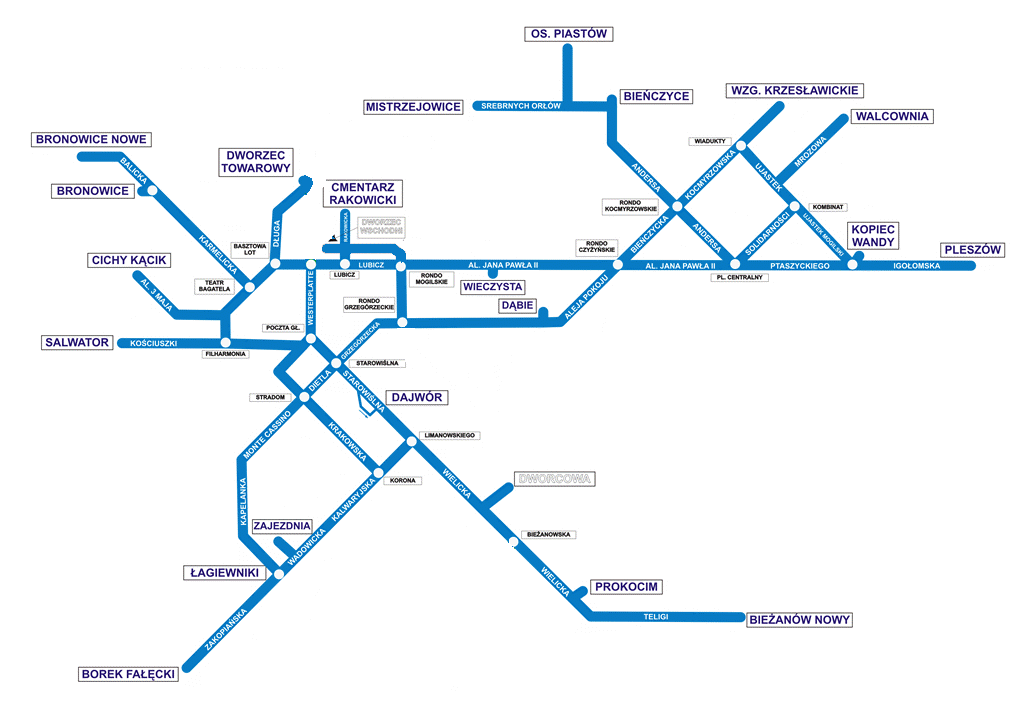 OS. PIASTÓW
WZG. KRZESŁAWICKIE
BIEŃCZYCE
MISTRZEJOWICE
SREBRNYCH ORŁÓW
WALCOWNIA
BRONOWICE NOWE
WIADUKTY
MROZOWA
DWORZEC
TOWAROWY
BALICKA
ANDERSA
KOCMYRZOWSKA
UJASTEK
BRONOWICE
CMENTARZ
RAKOWICKI
RONDO
KOCMYRZOWSKIE
KOMBINAT
RAKOWICKA
DWORZEC
WSCHODNI
DŁUGA
KARMELICKA
BASZTOWA
LOT
RONDO
CZYŻYŃSKIE
BIEŃCZYCKA
ANDERSA
SOLIDARNOŚCI
UJASTEK MOGILSKI
KOPIEC
WANDY
PLESZÓW
CICHY KĄCIK
LUBICZ
AL. JANA PAWŁA II
AL. JANA PAWŁA II
PTASZYCKIEGO
IGOŁOMSKA
LUBICZ
RONDO
MOGILSKIE
PL. CENTRALNY
AL. 3 MAJA
TEATR
BAGATELA
WESTERPLATTE
WIECZYSTA
ALEJA POKOJU
RONDO
GRZEGÓRZECKIE
DĄBIE
POCZTA GŁ.
GRZEGÓRZECKA
SALWATOR
KOŚCIUSZKI
FILHARMONIA
STAROWIŚLNA
DIETLA
STAROWIŚLNA
STRADOM
DAJWÓR
MONTE CASSINO
KRAKOWSKA
LIMANOWSKIEGO
KORONA
WIELICKA
DWORCOWA
KAPELANKA
KALWARYJSKA
ZAJEZDNIA
WADOWICKA
BIEŻANOWSKA
ŁAGIEWNIKI
WIELICKA
PROKOCIM
ZAKOPIAŃSKA
TELIGI
BIEŻANÓW NOWY
BOREK FAŁĘCKI